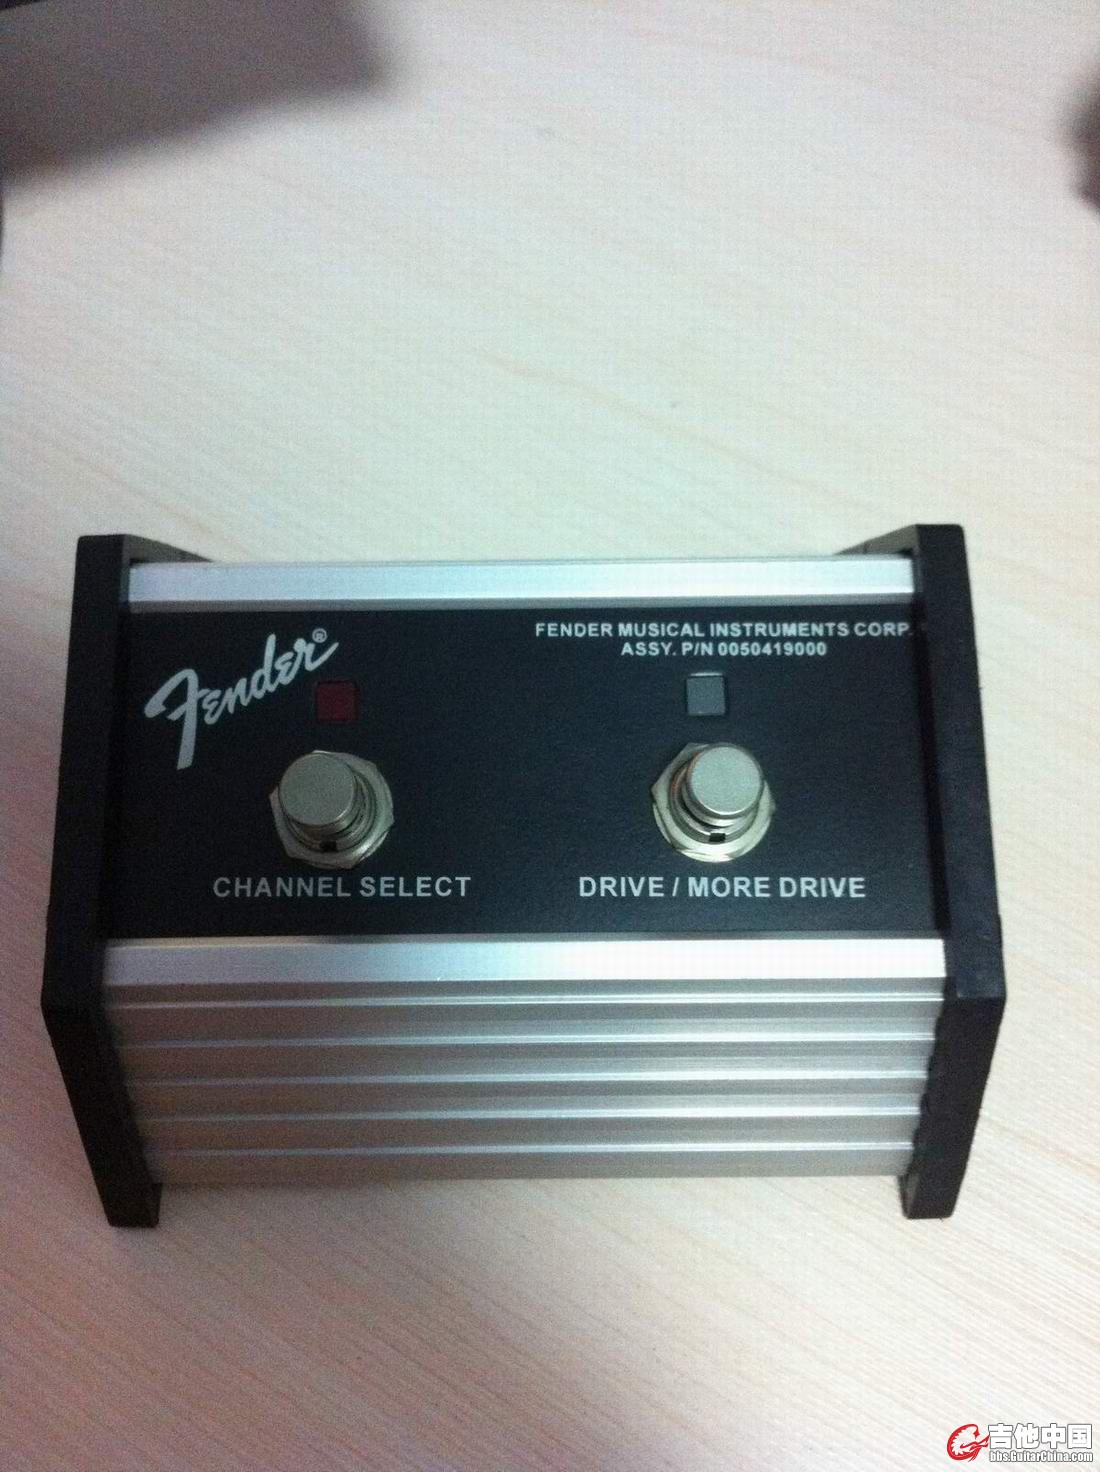 Fender®
FENDER MUSICAL INSTRUMENTS CORP.
ASSY. P/N 0050419000
CHANNEL SELECT
DRIVE / MORE DRIVE
吉他中国
bbs.GuitarChina.com